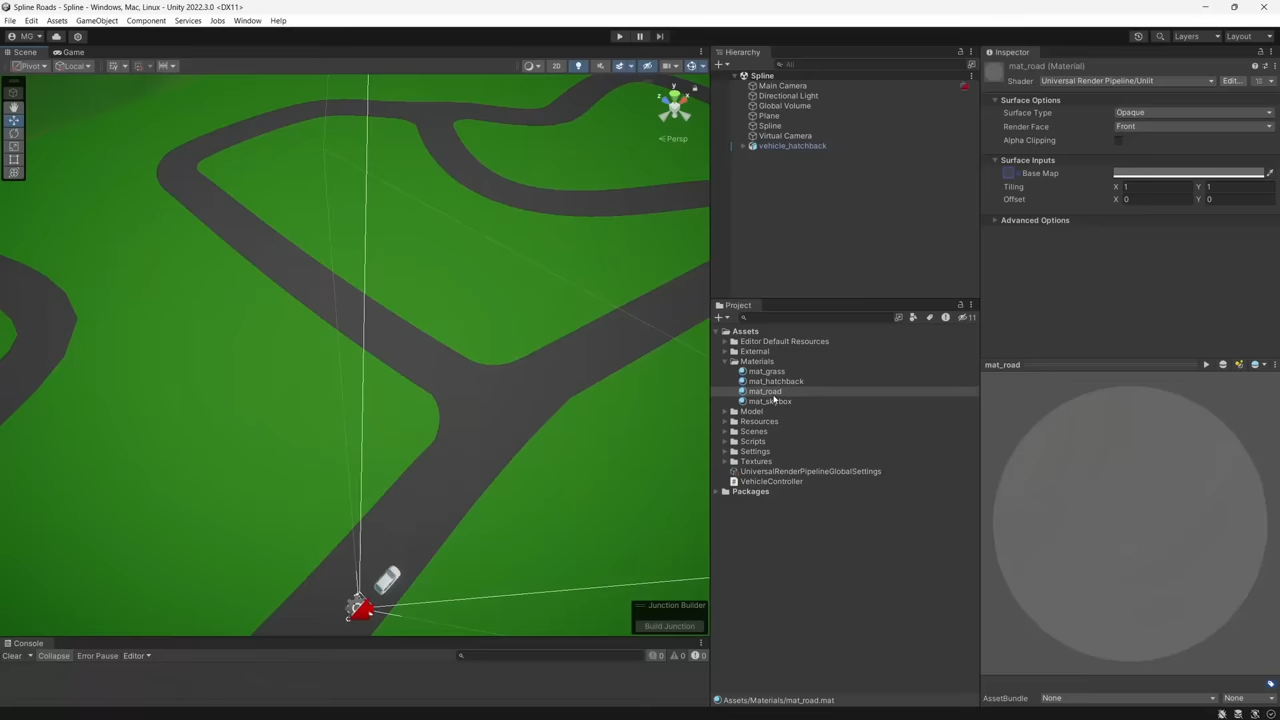 Spline Roads - Spline - Windows, Mac, Linux - Unity 2022.3.0 <DX11>
File Edit Assets GameObject Component Services Jobs Window Help
MG Layers Layout
Scene Game
Pivot Local 2D
y
z x
Persp
Junction Builder
Build Junction
Hierarchy
All
Spline
Main Camera
Directional Light
Global Volume
Plane
Spline
Virtual Camera
vehicle_hatchback
Project
11
Assets
Editor Default Resources
External
Materials
mat_grass
mat_hatchback
mat_road
mat_skybox
Model
Resources
Scenes
Scripts
Settings
Textures
UniversalRenderPipelineGlobalSettings
VehicleController
Packages
Assets/Materials/mat_road.mat
Inspector
mat_road (Material)
Shader Universal Render Pipeline/Unlit Edit...
Surface Options
Surface Type Opaque
Render Face Front
Alpha Clipping
Surface Inputs
Base Map
Tiling X 1 Y 1
Offset X 0 Y 0
Advanced Options
mat_road
AssetBundle None None
Console
Clear Collapse Error Pause Editor 0 0 0